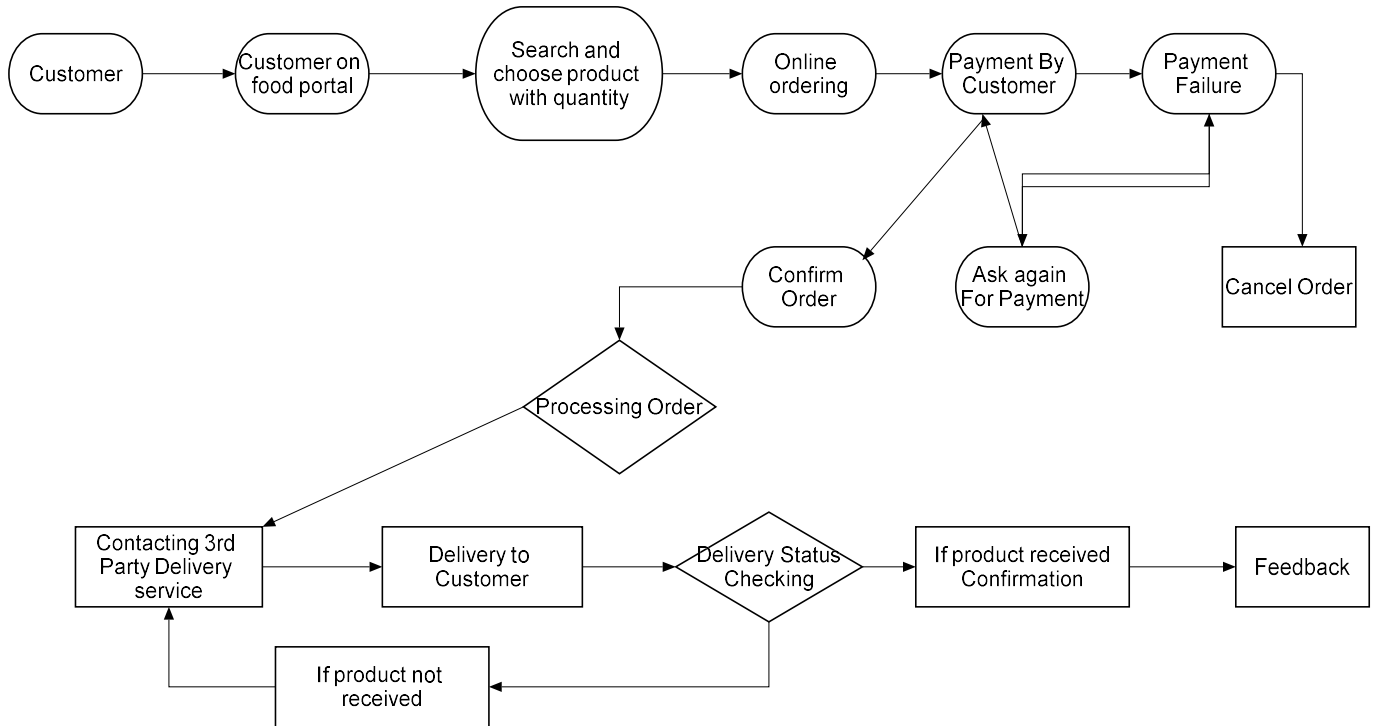 Customer
Customer on
food portal
Search and
choose product
with quantity
Online
ordering
Payment By
Customer
Payment
Failure
Confirm
Order
Ask again
For Payment
Cancel Order
Processing Order
Contacting 3rd
Party Delivery
service
Delivery to
Customer
Delivery Status
Checking
If product received
Confirmation
Feedback
If product not
received